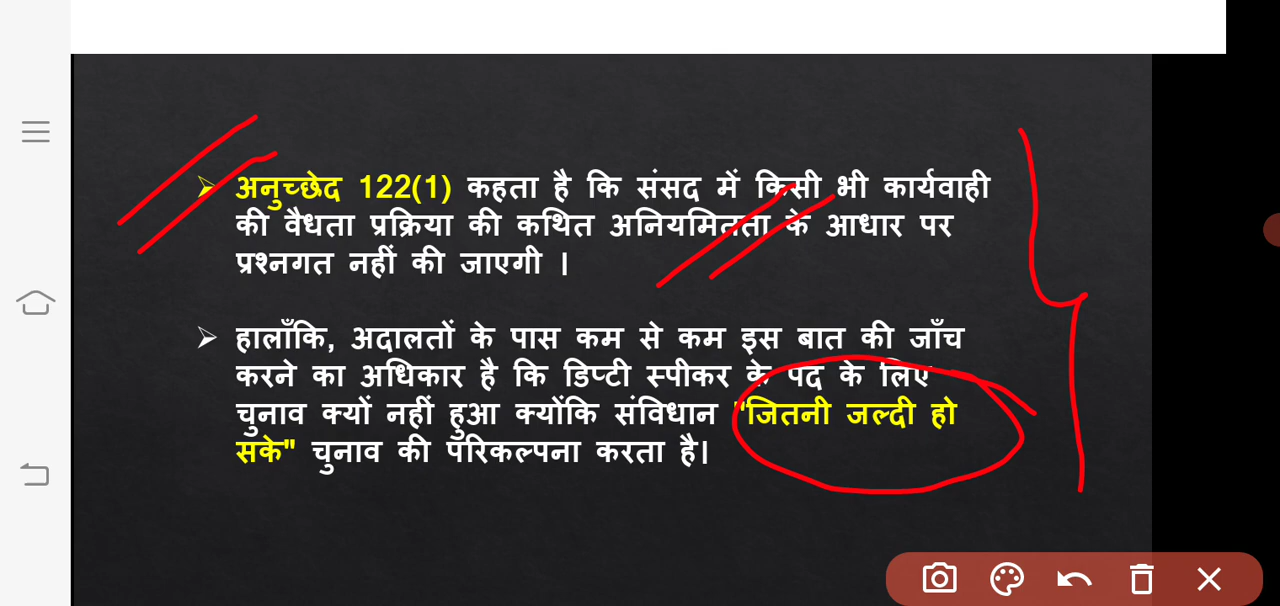 ➢ अनुच्छेद 122(1) कहता है कि संसद में किसी भी कार्यवाही
की वैधता प्रक्रिया की कथित अनियमितता के आधार पर
प्रश्नगत नहीं की जाएगी ।
➢ हालाँकि, अदालतों के पास कम से कम इस बात की जाँच
करने का अधिकार है कि डिप्टी स्पीकर के पद के लिए
चुनाव क्यों नहीं हुआ क्योंकि संविधान "जितनी जल्दी हो
सके" चुनाव की परिकल्पना करता है।